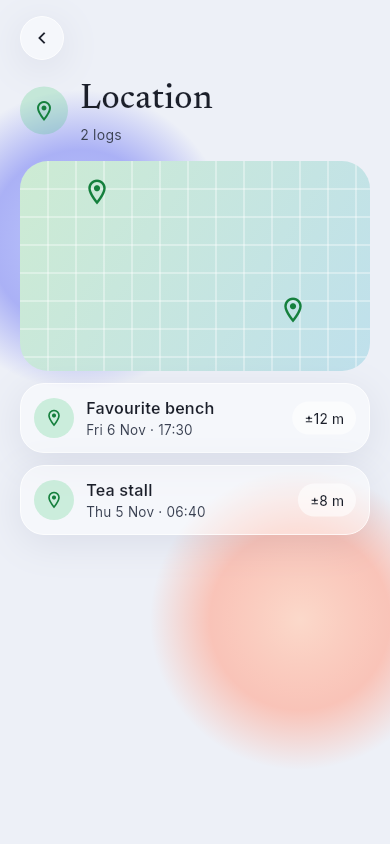 Location
2 logs
Favourite bench
Fri 6 Nov · 17:30
±12 m
Tea stall
Thu 5 Nov · 06:40
±8 m